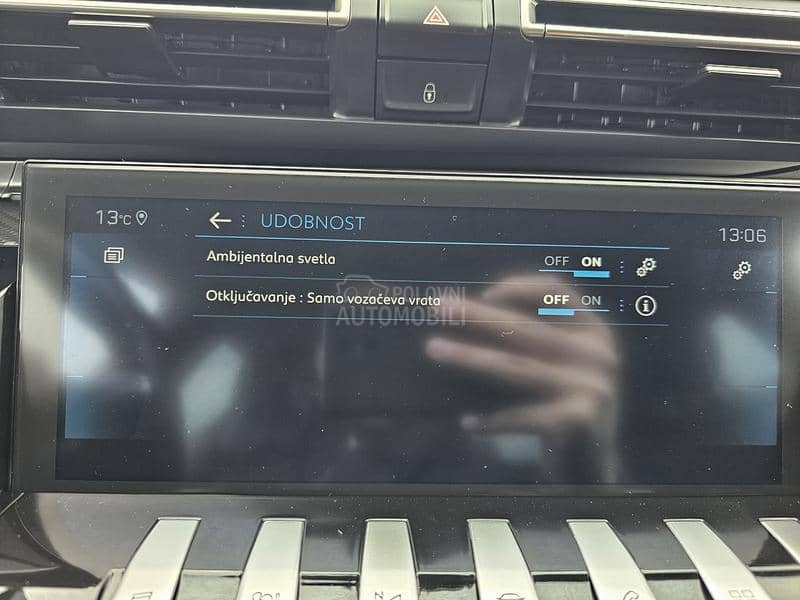 13°C
UDOBNOST
13:06
Ambijentalna svetla
OFF ON
Otključavanje : Samo vozačeva vrata
OFF ON
POLOVNI
AUTOMOBILI